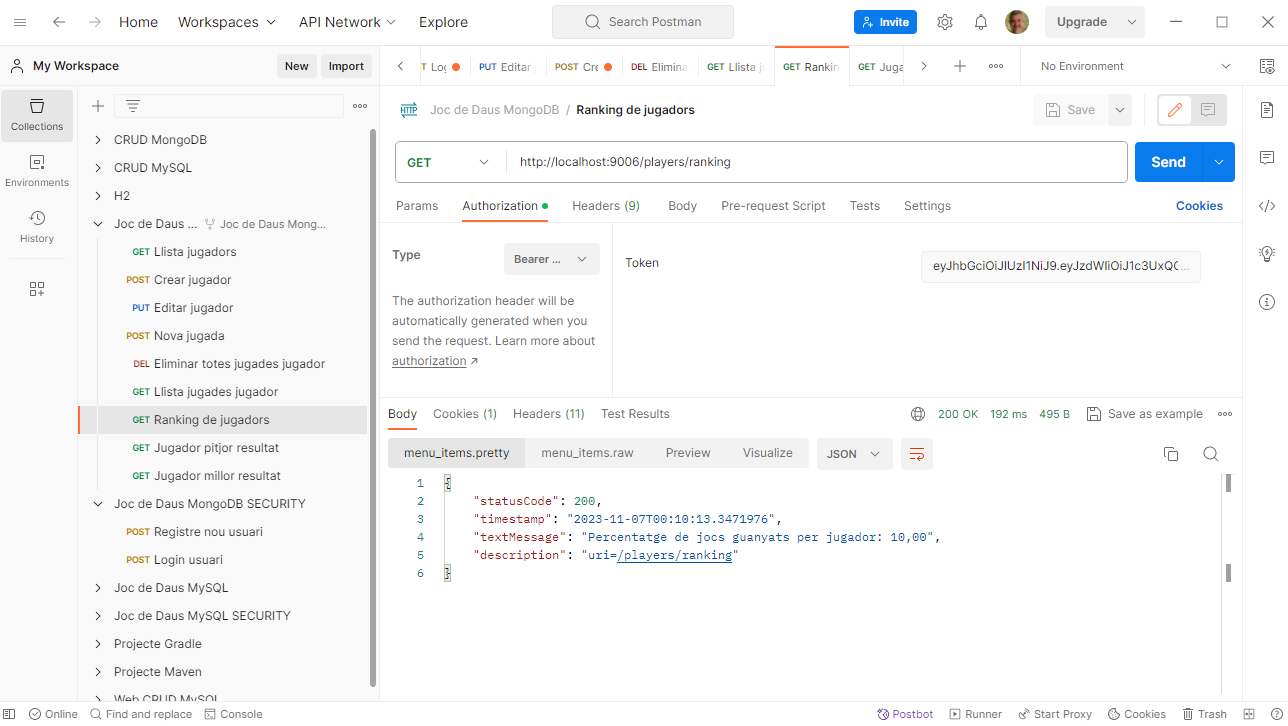 Home Workspaces API Network Explore Search Postman Invite Upgrade
My Workspace New Import
Log PUT Editar POST Cre DEL Elimina GET Llista GET Rankin GET Juga No Environment
Collections
Environments
History
CRUD MongoDB
CRUD MySQL
H2
Joc de Daus ... Joc de Daus Mong...
GET Llista jugadors
POST Crear jugador
PUT Editar jugador
POST Nova jugada
DEL Eliminar totes jugades jugador
GET Llista jugades jugador
GET Ranking de jugadors
GET Jugador pitjor resultat
GET Jugador millor resultat
Joc de Daus MongoDB SECURITY
POST Registre nou usuari
POST Login usuari
Joc de Daus MySQL
Joc de Daus MySQL SECURITY
Projecte Gradle
Projecte Maven
Web CRUD MySQL
HTTP Joc de Daus MongoDB / Ranking de jugadors Save
GET http://localhost:9006/players/ranking Send
Params Authorization Headers (9) Body Pre-request Script Tests Settings Cookies
Type Bearer ... Token
The authorization header will be
automatically generated when you
send the request. Learn more about
authorization ↗
Body Cookies (1) Headers (11) Test Results 200 OK 192 ms 495 B Save as example
menu_items.pretty menu_items.raw Preview Visualize JSON
1 {
2 "statusCode": 200,
3 "timestamp": "2023-11-07T00:10:13.3471976",
4 "textMessage": "Percentatge de jocs guanyats per jugador: 10,00",
5 "description": "uri=/players/ranking"
6 }
Online Find and replace Console Postbot Runner Start Proxy Cookies Trash